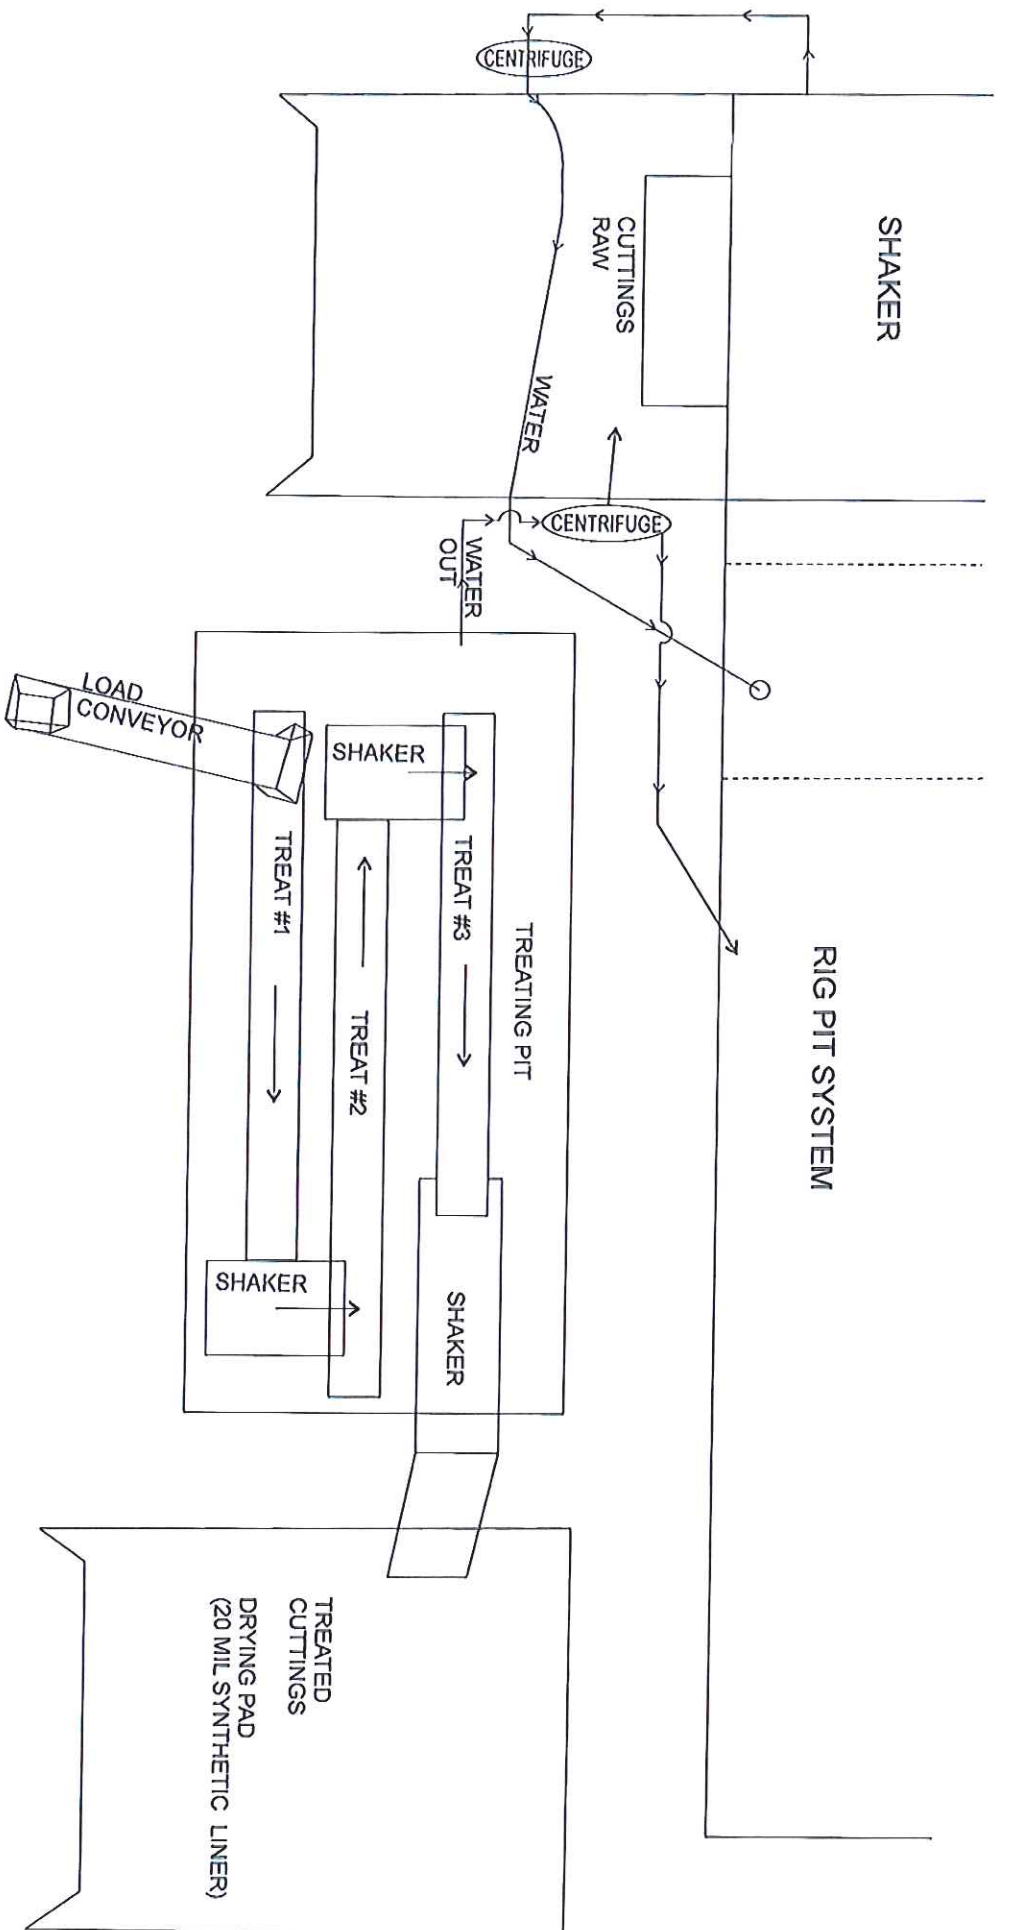 CENTRIFUGE
SHAKER
CUTTINGS
RAW
WATER
CENTRIFUGE
WATER
OUT
LOAD
CONVEYOR
SHAKER
TREAT #1
TREAT #2
TREAT #3
TREATING PIT
SHAKER
SHAKER
RIG PIT SYSTEM
TREATED
CUTTINGS
DRYING PAD
(20 MIL SYNTHETIC LINER)